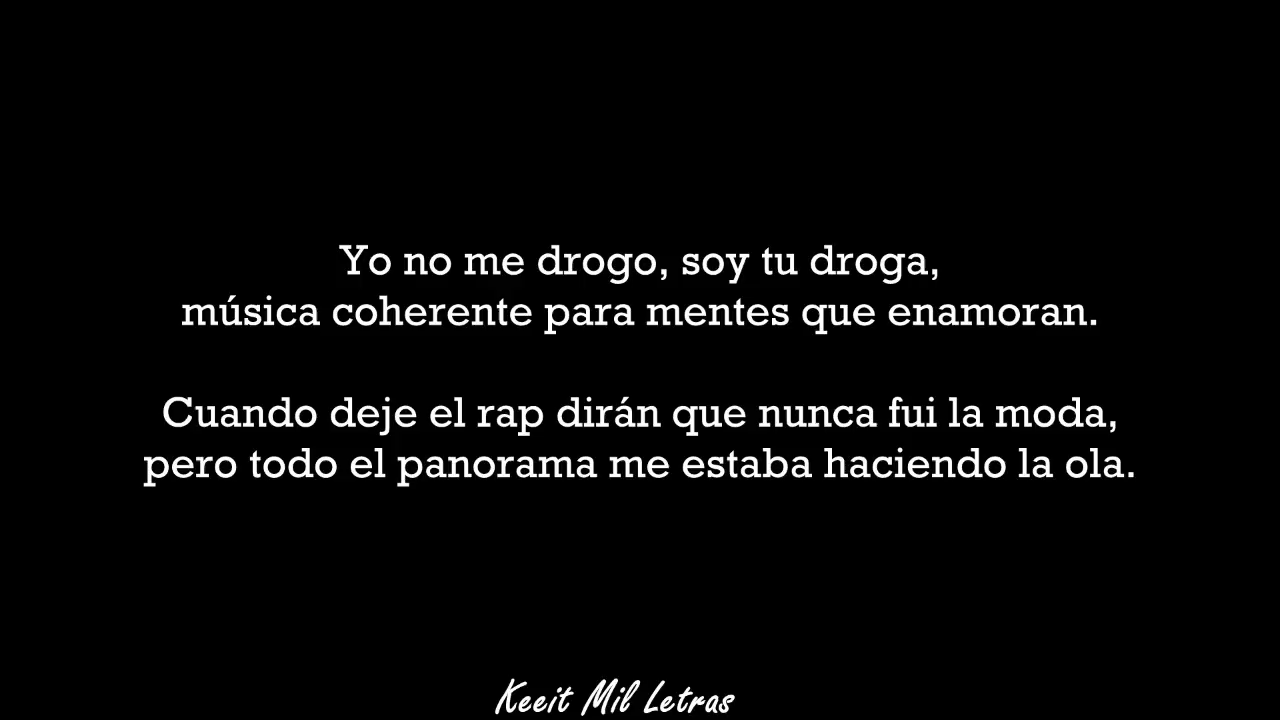 Yo no me drogo, soy tu droga,
música coherente para mentes que enamoran.
Cuando deje el rap dirán que nunca fui la moda,
pero todo el panorama me estaba haciendo la ola.
Keeit Mil Letras